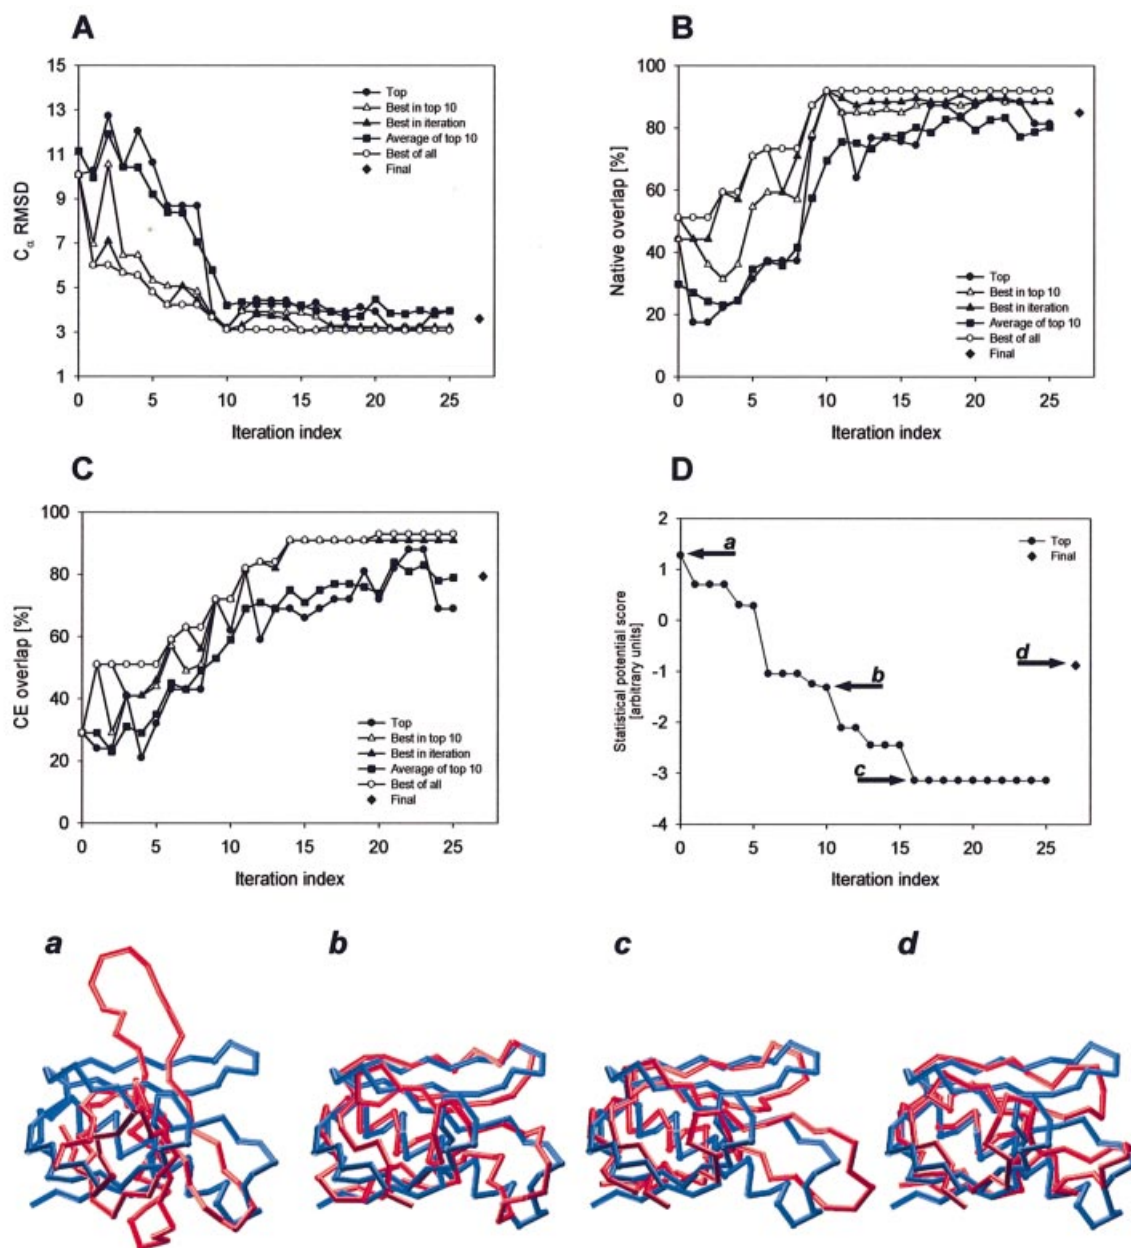 A
15
13
11
9
7
5
3
1
Cα RMSD
Top
Best in top 10
Best in iteration
Average of top 10
Best of all
Final
0 5 10 15 20 25
Iteration index
B
100
80
60
40
20
0
Native overlap [%]
Top
Best in top 10
Best in iteration
Average of top 10
Best of all
Final
0 5 10 15 20 25
Iteration index
C
100
80
60
40
20
0
CE overlap [%]
Top
Best in top 10
Best in iteration
Average of top 10
Best of all
Final
0 5 10 15 20 25
Iteration index
D
2
1
0
-1
-2
-3
-4
Statistical potential score
[arbitrary units]
Top
Final
a
b
c
d
0 5 10 15 20 25
Iteration index
a b c d